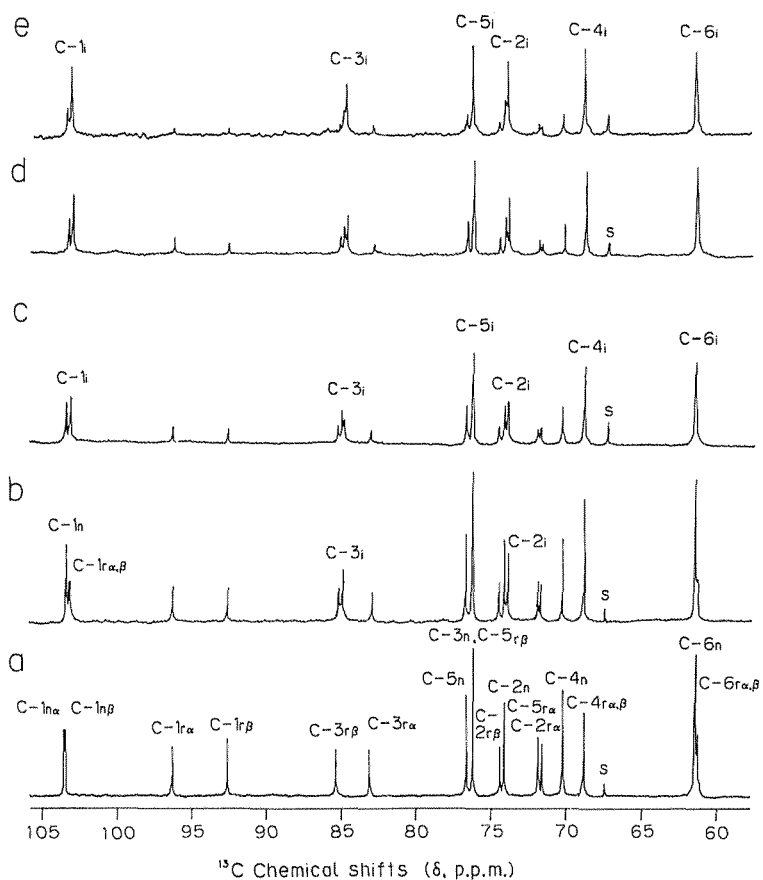 e
C-1i
C-3i
C-5i
C-2i
C-4i
C-6i
d
S
c
C-1i
C-3i
C-5i
C-2i
C-4i
S
C-6i
b
C-1n
C-1rα,β
C-3i
C-2i
S
a
C-1nα
C-1nβ
C-1rα
C-1rβ
C-3rβ
C-3rα
C-3n, C-5rβ
C-5n
C-2n
C-2rβ
C-5rα
C-2rα
C-4n
C-4rα,β
S
C-6n
C-6rα,β
105 100 95 90 85 80 75 70 65 60
¹³C Chemical shifts (δ, p.p.m.)